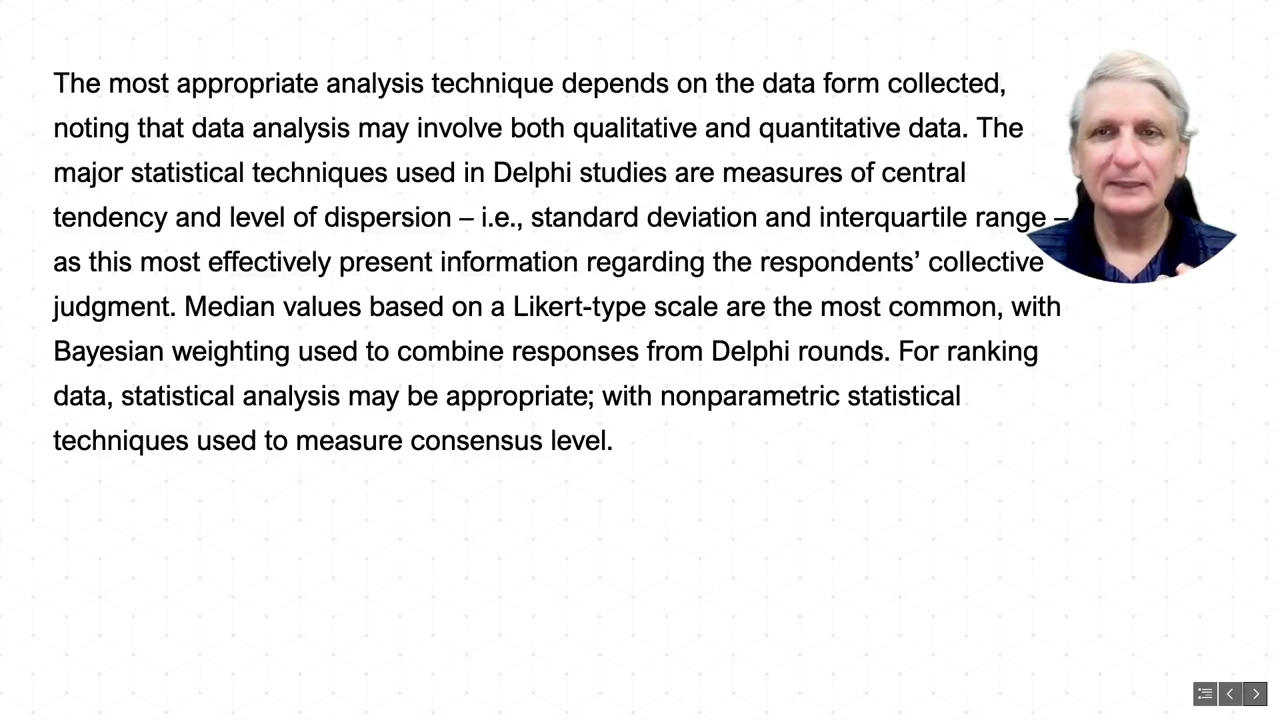 The most appropriate analysis technique depends on the data form collected,
noting that data analysis may involve both qualitative and quantitative data. The
major statistical techniques used in Delphi studies are measures of central
tendency and level of dispersion – i.e., standard deviation and interquartile range –
as this most effectively present information regarding the respondents’ collective
judgment. Median values based on a Likert-type scale are the most common, with
Bayesian weighting used to combine responses from Delphi rounds. For ranking
data, statistical analysis may be appropriate; with nonparametric statistical
techniques used to measure consensus level.